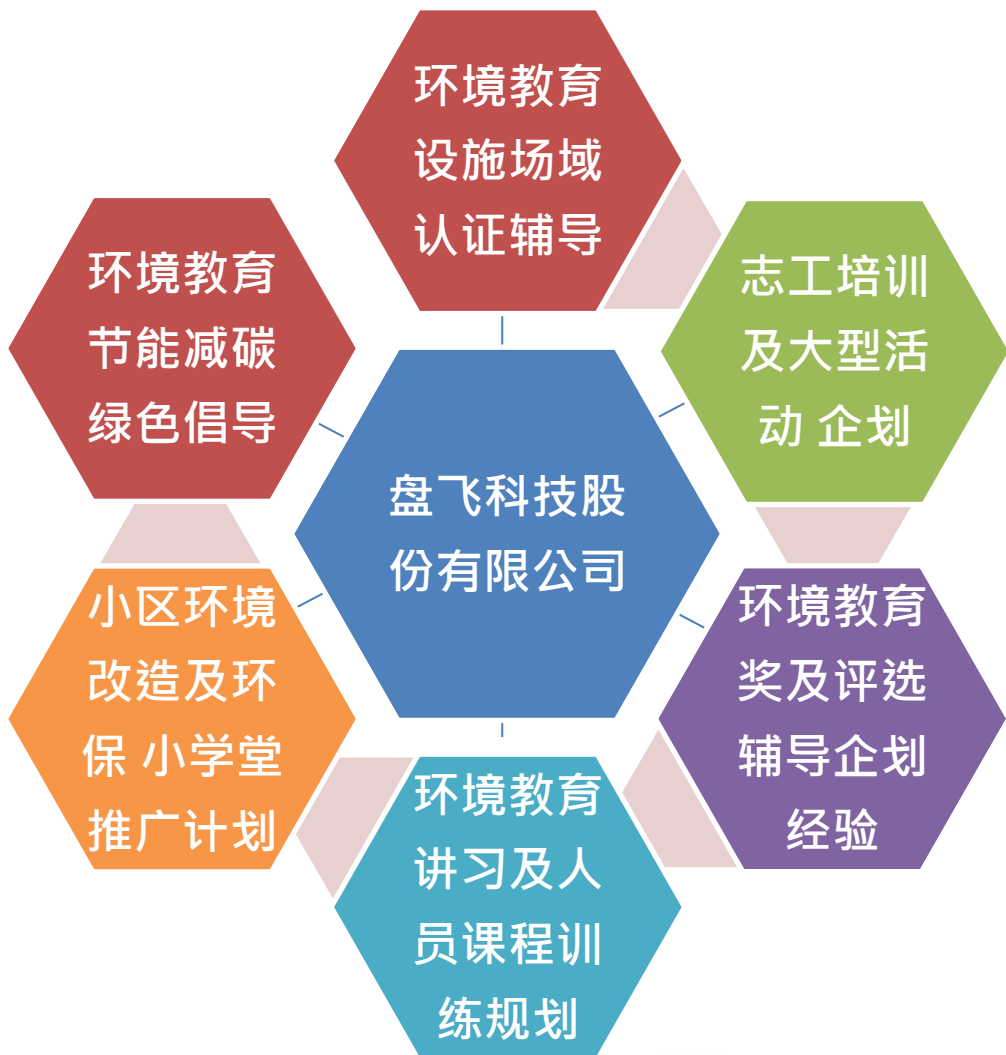 环境教育
设施场域
认证辅导
志工培训
及大型活
动 企划
环境教育
奖及评选
辅导企划
经验
环境教育
讲习及人
员课程训
练规划
小区环境
改造及环
保 小学堂
推广计划
环境教育
节能减碳
绿色倡导
盘飞科技股
份有限公司